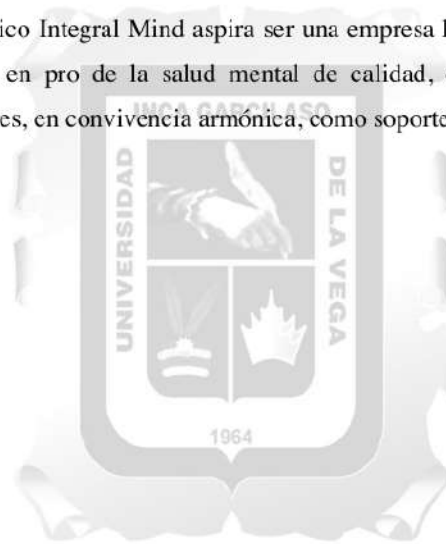 ico Integral Mind aspira ser una empresa
en pro de la salud mental de calidad,
es, en convivencia armónica, como soporte
INCA GARCILASO
UNIVERSIDAD
DE LA VEGA
1964